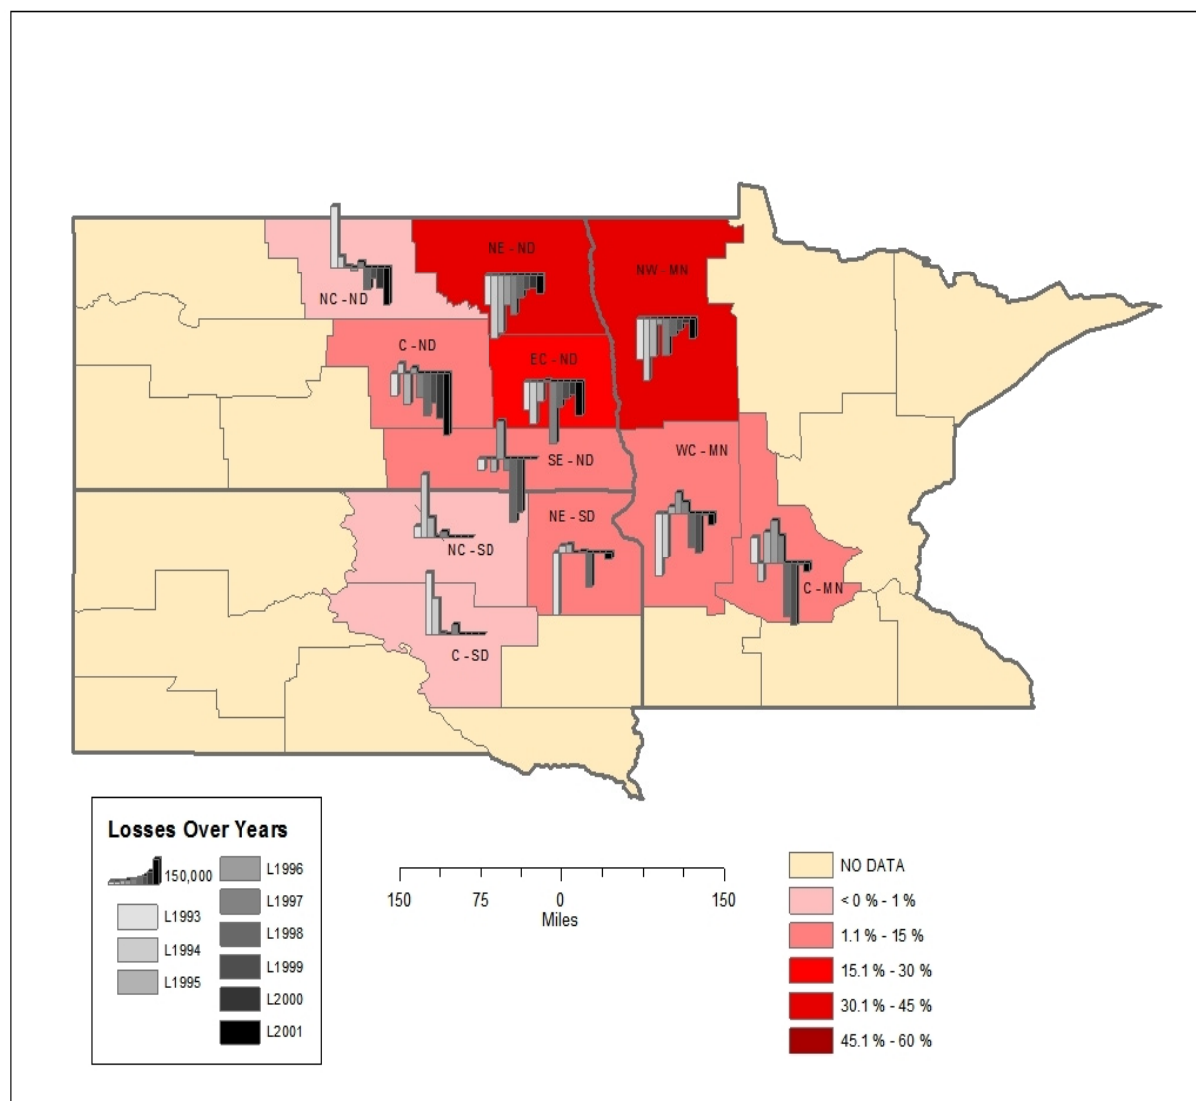 NE - ND
NW - MN
NC - ND
C - ND
EC - ND
SE - ND
WC - MN
NE - SD
NC - SD
C - MN
C - SD
Losses Over Years
150,000
L1993
L1994
L1995
L1996
L1997
L1998
L1999
L2000
L2001
150 75 0 150
Miles
NO DATA
< 0 % - 1 %
1.1 % - 15 %
15.1 % - 30 %
30.1 % - 45 %
45.1 % - 60 %